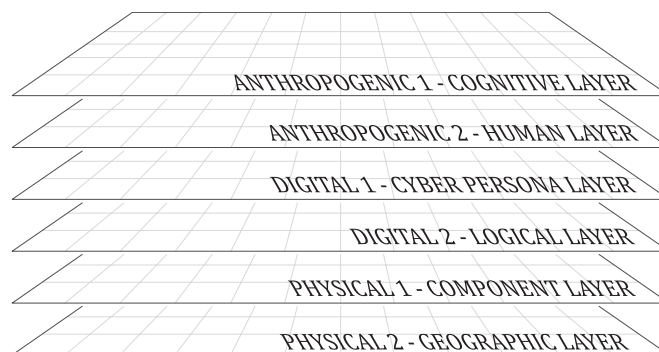 ANTHROPOGENIC 1 - COGNITIVE LAYER
ANTHROPOGENIC 2 - HUMAN LAYER
DIGITAL 1 - CYBER PERSONA LAYER
DIGITAL 2 - LOGICAL LAYER
PHYSICAL 1 - COMPONENT LAYER
PHYSICAL 2 - GEOGRAPHIC LAYER